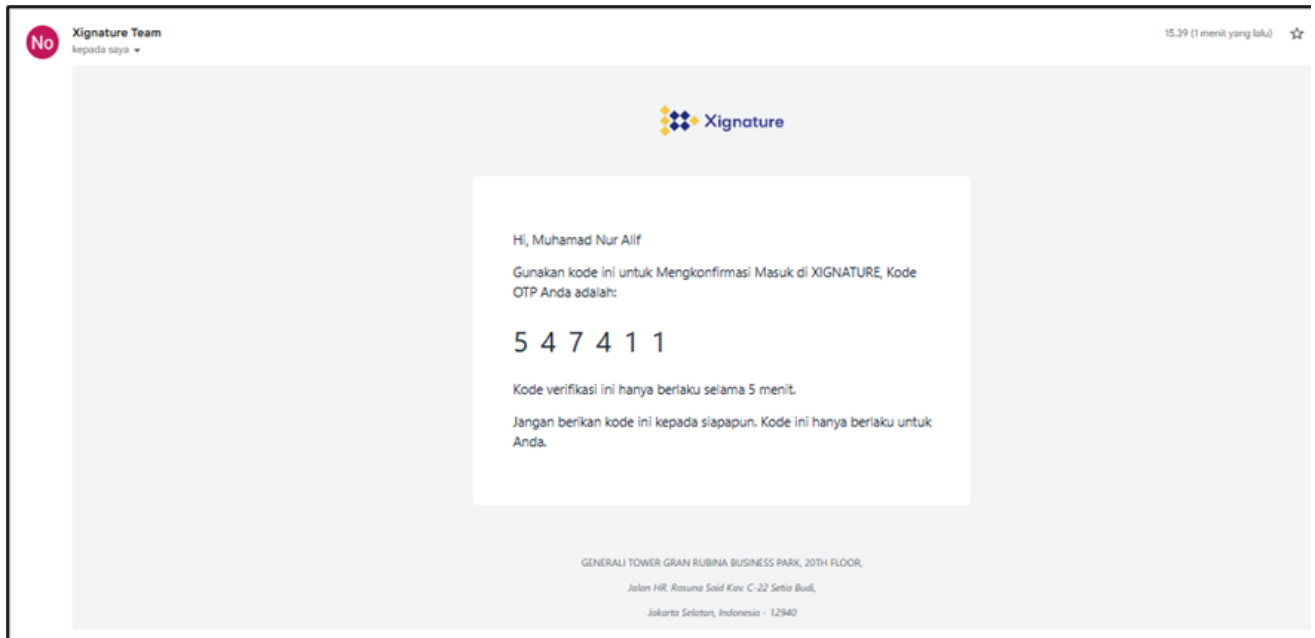 No
Xignature Team
kepada saya
15.39 (1 menit yang lalu)
Xignature
Hi, Muhamad Nur Alif
Gunakan kode ini untuk Mengkonfirmasi Masuk di XIGNATURE, Kode
OTP Anda adalah:
5 4 7 4 1 1
Kode verifikasi ini hanya berlaku selama 5 menit.
Jangan berikan kode ini kepada siapapun. Kode ini hanya berlaku untuk
Anda.
GENERALI TOWER GRAN RUBINA BUSINESS PARK, 20TH FLOOR,
Jalan HR. Rasuna Said Kav. C-22 Setia Budi,
Jakarta Selatan, Indonesia - 12940